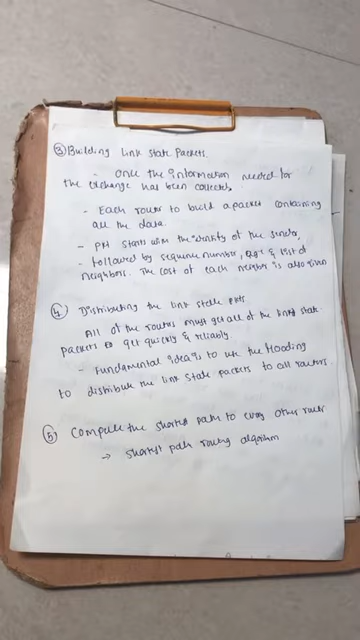 ③ Building Link State Packets.
- Once the information needed for
the exchange has been collected,
- Each router to build a packet containing
all the data.
- Pkt starts with the identity of the sender,
- followed by sequence number, age & list of
neighbors. The cost of each neighbor is also given
④ Distributing the link state pkts
All of the routers must get all of the link state
packets to get quickly & reliably
- Fundamental idea is to use the flooding
to distribute the link state packets to all routers.
⑤ Compute the shortest path to every other router
→ shortest path routing algorithm